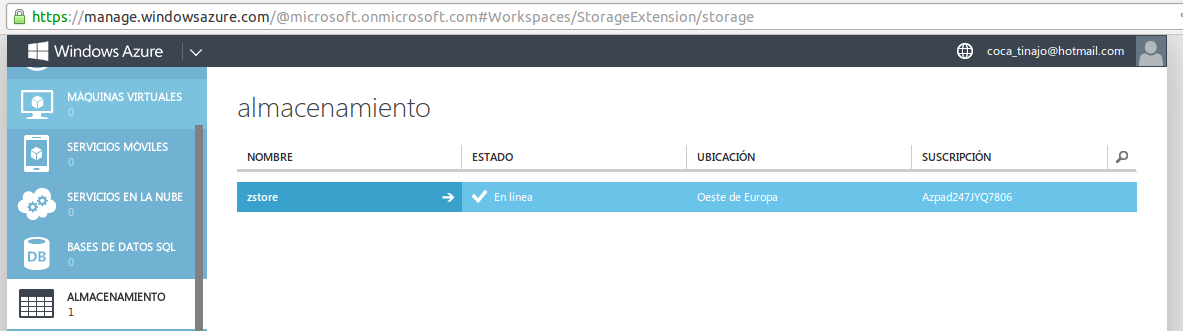 https://manage.windowsazure.com/@microsoft.onmicrosoft.com#Workspaces/StorageExtension/storage
Windows Azure
coca_tinajo@hotmail.com
MÁQUINAS VIRTUALES
0
SERVICIOS MÓVILES
0
SERVICIOS EN LA NUBE
0
BASES DE DATOS SQL
0
DB
ALMACENAMIENTO
1
almacenamiento
NOMBRE ESTADO UBICACIÓN SUSCRIPCIÓN
zstore En línea Oeste de Europa Azpad247JYQ7806